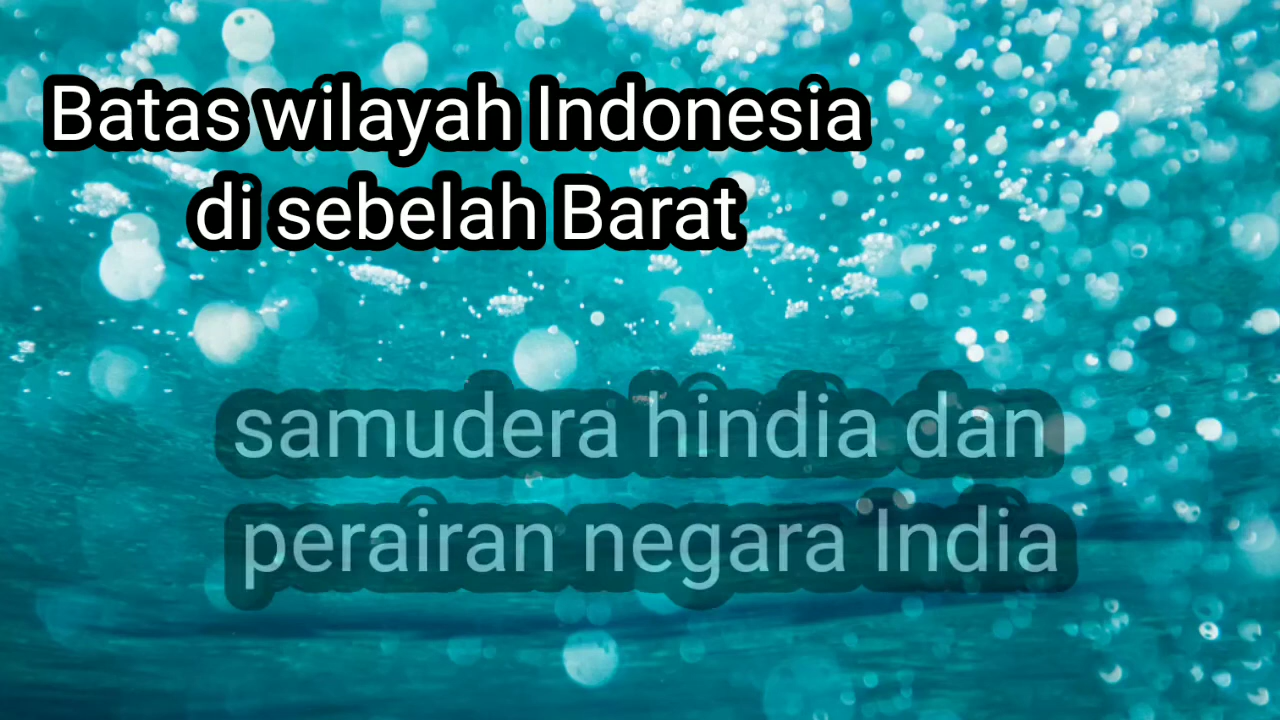 Batas wilayah Indonesia
di sebelah Barat
samudera hindia dan
perairan negara India